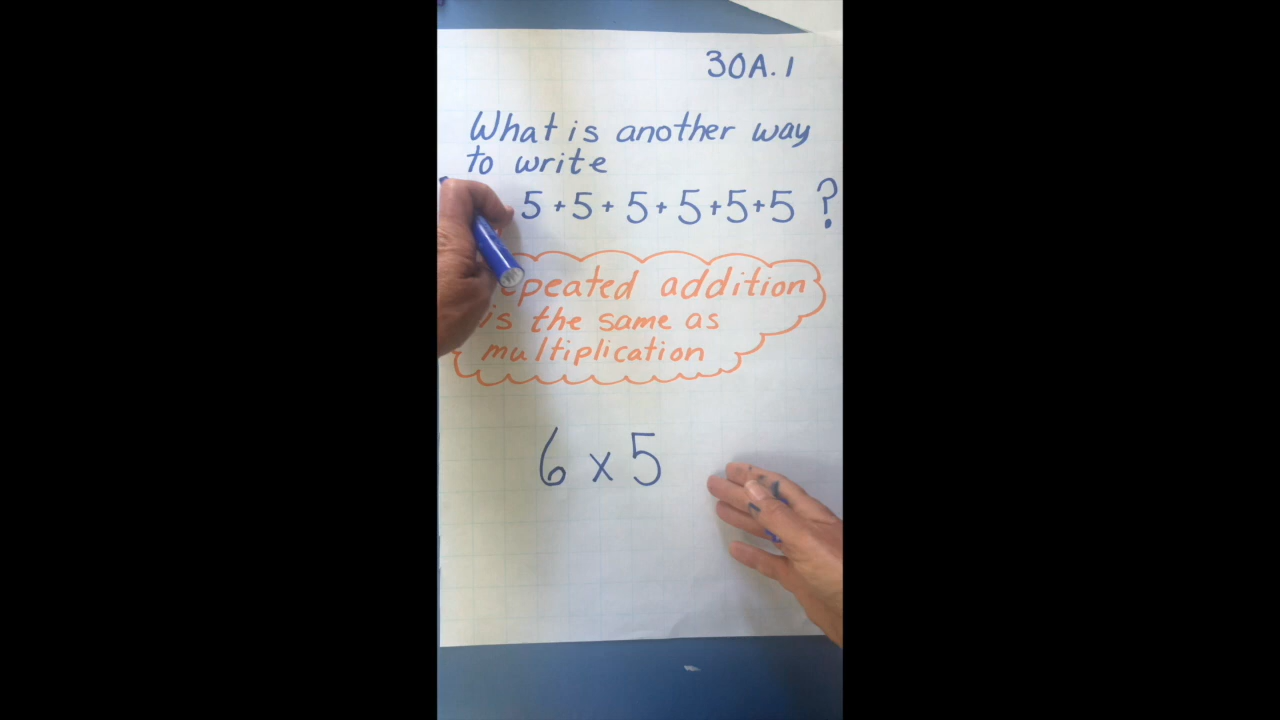 3OA.1
What is another way
to write
5+5+5+5+5+5 ?
epeated addition
is the same as
multiplication
6 x 5